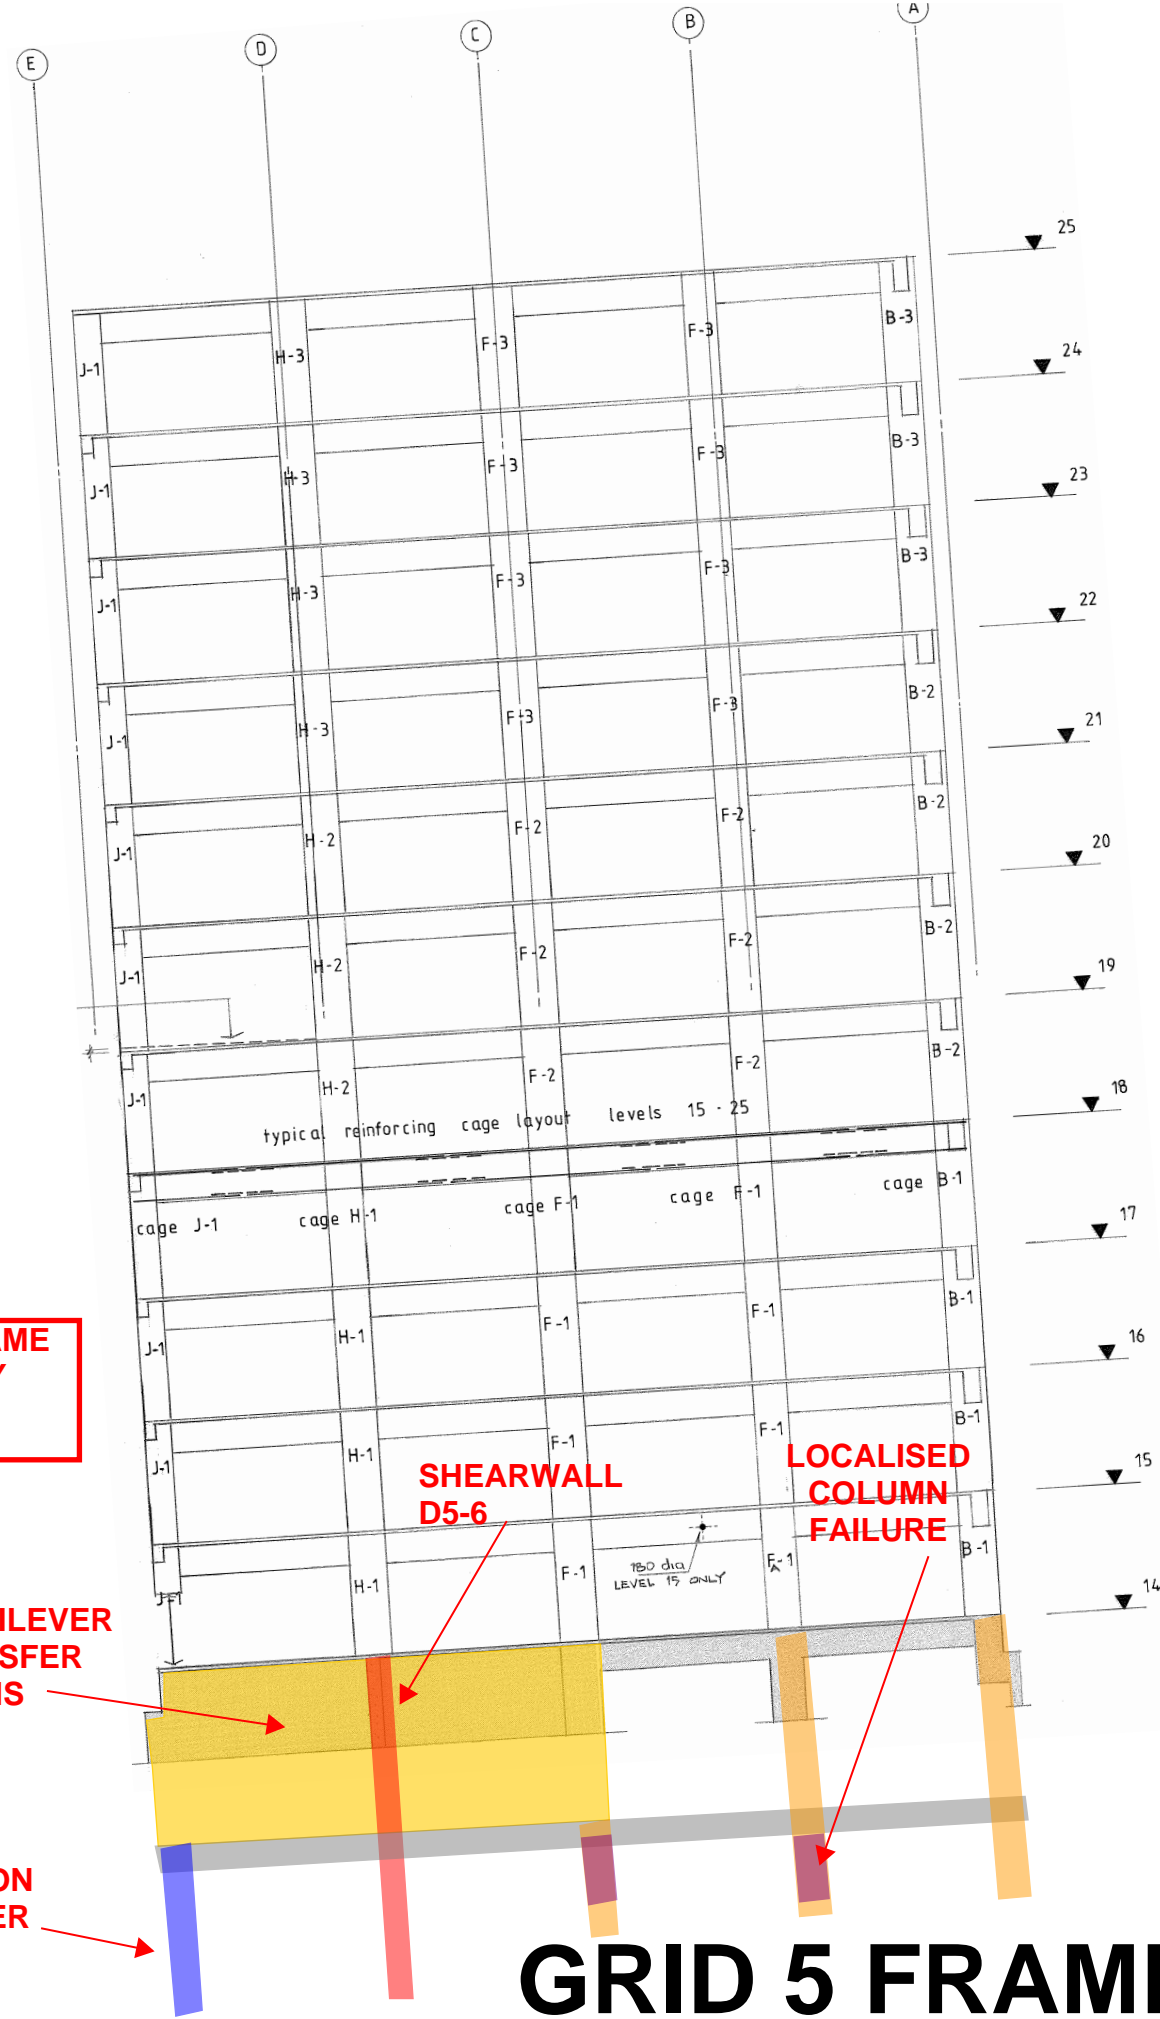 E
D
C
B
A
25
J-1
H-3
F-3
F-3
B-3
24
J-1
H-3
F-3
F-3
B-3
23
J-1
H-3
F-3
F-3
B-3
22
J-1
H-3
F-3
F-3
B-2
21
J-1
H-2
F-2
F-2
B-2
20
J-1
H-2
F-2
F-2
B-2
19
J-1
H-2
F-2
F-2
B-2
18
typical reinforcing cage layout levels 15 - 25
cage J-1
cage H-1
cage F-1
cage F-1
cage B-1
17
J-1
H-1
F-1
F-1
B-1
16
J-1
H-1
F-1
F-1
B-1
15
J-1
H-1
F-1
F-1
A
B-1
14
180 dia
LEVEL 15 ONLY
AME
Y
SHEARWALL
D5-6
LOCALISED
COLUMN
FAILURE
ILEVER
SFER
IS
ON
ER
GRID 5 FRAM